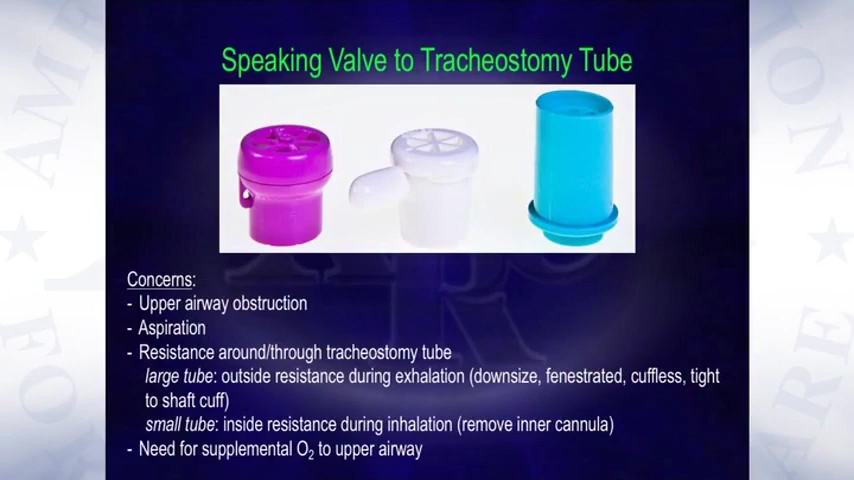 Speaking Valve to Tracheostomy Tube
Concerns:
- Upper airway obstruction
- Aspiration
- Resistance around/through tracheostomy tube
large tube: outside resistance during exhalation (downsize, fenestrated, cuffless, tight
to shaft cuff)
small tube: inside resistance during inhalation (remove inner cannula)
- Need for supplemental O₂ to upper airway